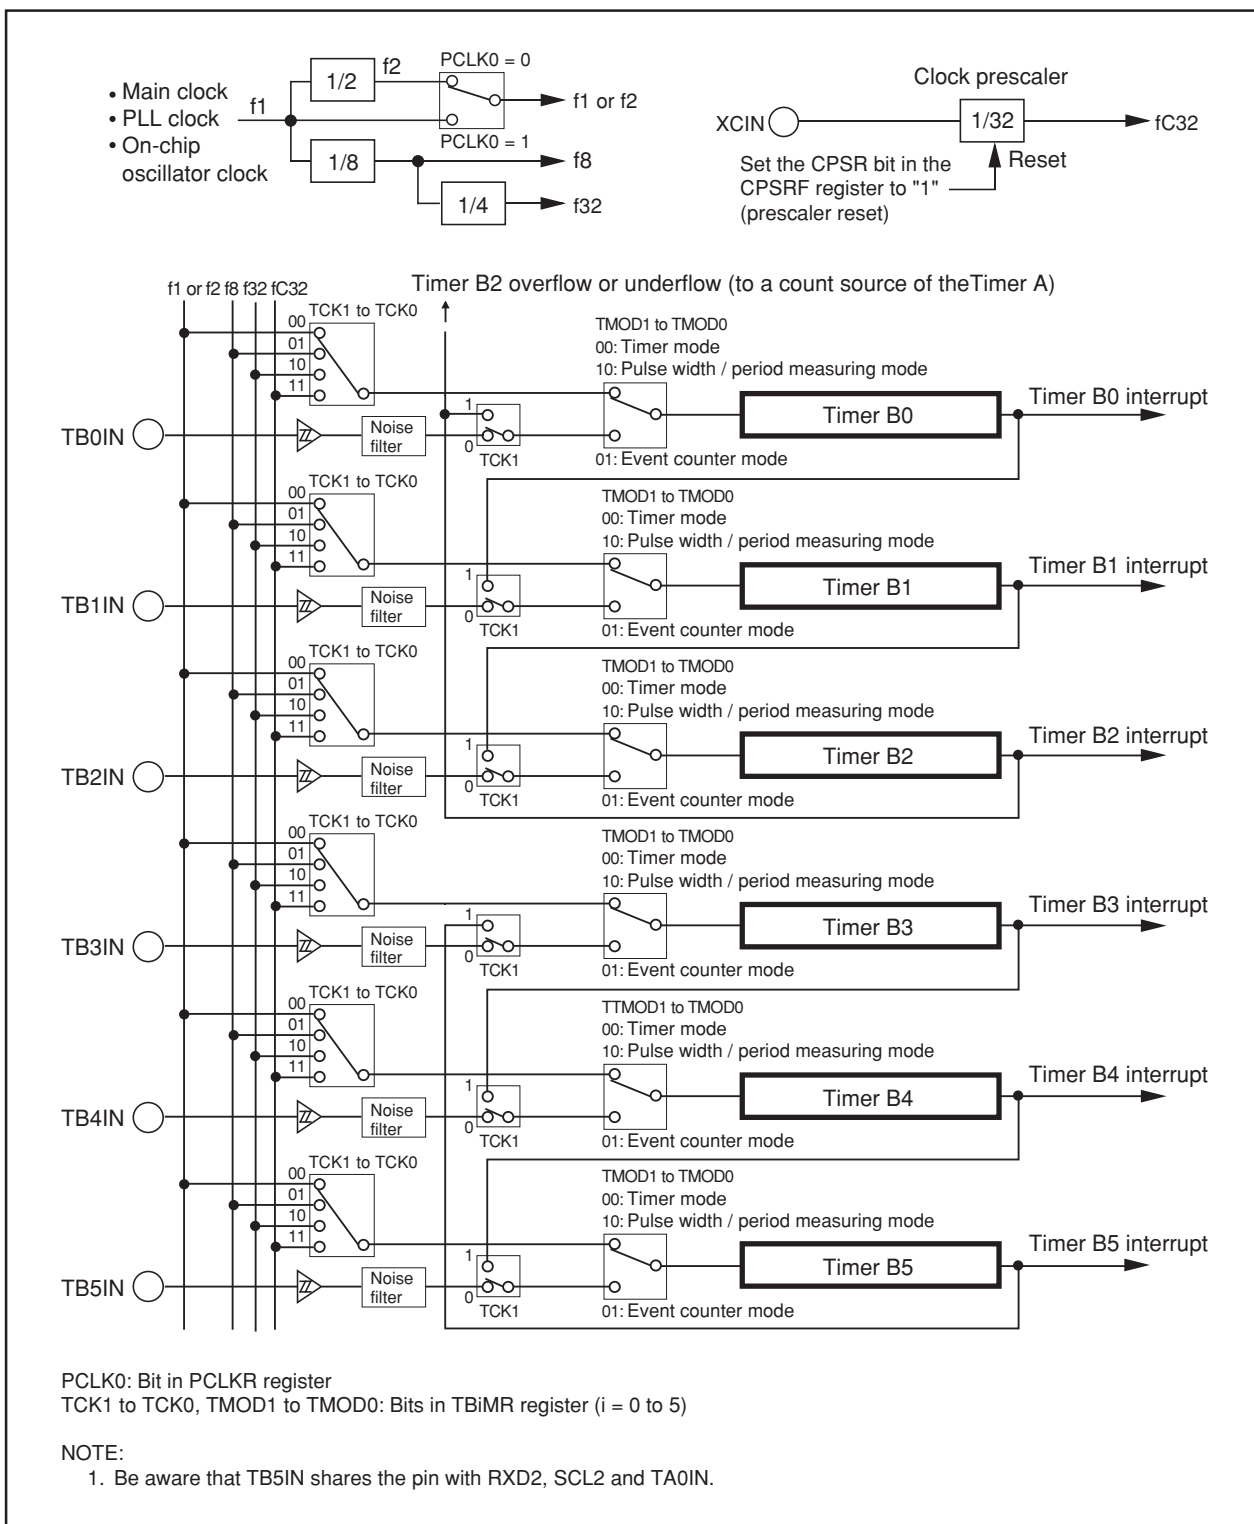 PCLK0 = 0
f2
1/2
• Main clock
• PLL clock
• On-chip
oscillator clock
f1
f1 or f2
PCLK0 = 1
1/8
f8
1/4
f32
Clock prescaler
XCIN
1/32
fC32
Reset
Set the CPSR bit in the
CPSRF register to "1"
(prescaler reset)
f1 or f2 f8 f32 fC32
Timer B2 overflow or underflow (to a count source of theTimer A)
TCK1 to TCK0
00
01
10
11
TMOD1 to TMOD0
00: Timer mode
10: Pulse width / period measuring mode
TB0IN
Noise
filter
1
0
TCK1
01: Event counter mode
Timer B0
Timer B0 interrupt
TCK1 to TCK0
00
01
10
11
TMOD1 to TMOD0
00: Timer mode
10: Pulse width / period measuring mode
TB1IN
Noise
filter
1
0
TCK1
01: Event counter mode
Timer B1
Timer B1 interrupt
TCK1 to TCK0
00
01
10
11
TMOD1 to TMOD0
00: Timer mode
10: Pulse width / period measuring mode
TB2IN
Noise
filter
1
0
TCK1
01: Event counter mode
Timer B2
Timer B2 interrupt
TCK1 to TCK0
00
01
10
11
TMOD1 to TMOD0
00: Timer mode
10: Pulse width / period measuring mode
TB3IN
Noise
filter
1
0
TCK1
01: Event counter mode
Timer B3
Timer B3 interrupt
TCK1 to TCK0
00
01
10
11
TTMOD1 to TMOD0
00: Timer mode
10: Pulse width / period measuring mode
TB4IN
Noise
filter
1
0
TCK1
01: Event counter mode
Timer B4
Timer B4 interrupt
TCK1 to TCK0
00
01
10
11
TMOD1 to TMOD0
00: Timer mode
10: Pulse width / period measuring mode
TB5IN
Noise
filter
1
0
TCK1
01: Event counter mode
Timer B5
Timer B5 interrupt
PCLK0: Bit in PCLKR register
TCK1 to TCK0, TMOD1 to TMOD0: Bits in TBiMR register (i = 0 to 5)
NOTE:
1. Be aware that TB5IN shares the pin with RXD2, SCL2 and TA0IN.